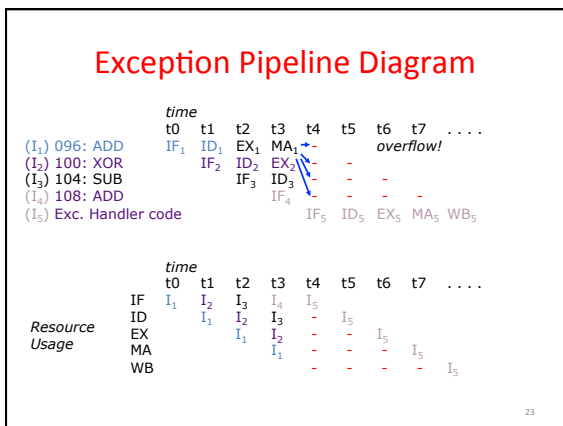 Exception Pipeline Diagram
time
t0 t1 t2 t3 t4 t5 t6 t7 . . . .
(I₁) 096: ADD IF₁ ID₁ EX₁ MA₁ - overflow!
(I₂) 100: XOR IF₂ ID₂ EX₂ - -
(I₃) 104: SUB IF₃ ID₃ - - -
(I₄) 108: ADD IF₄ - - - -
(I₅) Exc. Handler code IF₅ ID₅ EX₅ MA₅ WB₅
time
t0 t1 t2 t3 t4 t5 t6 t7 . . . .
IF I₁ I₂ I₃ I₄ I₅
ID I₁ I₂ I₃ - I₅
Resource Usage
EX I₁ I₂ - - I₅
MA I₁ - - - I₅
WB - - - - I₅
23